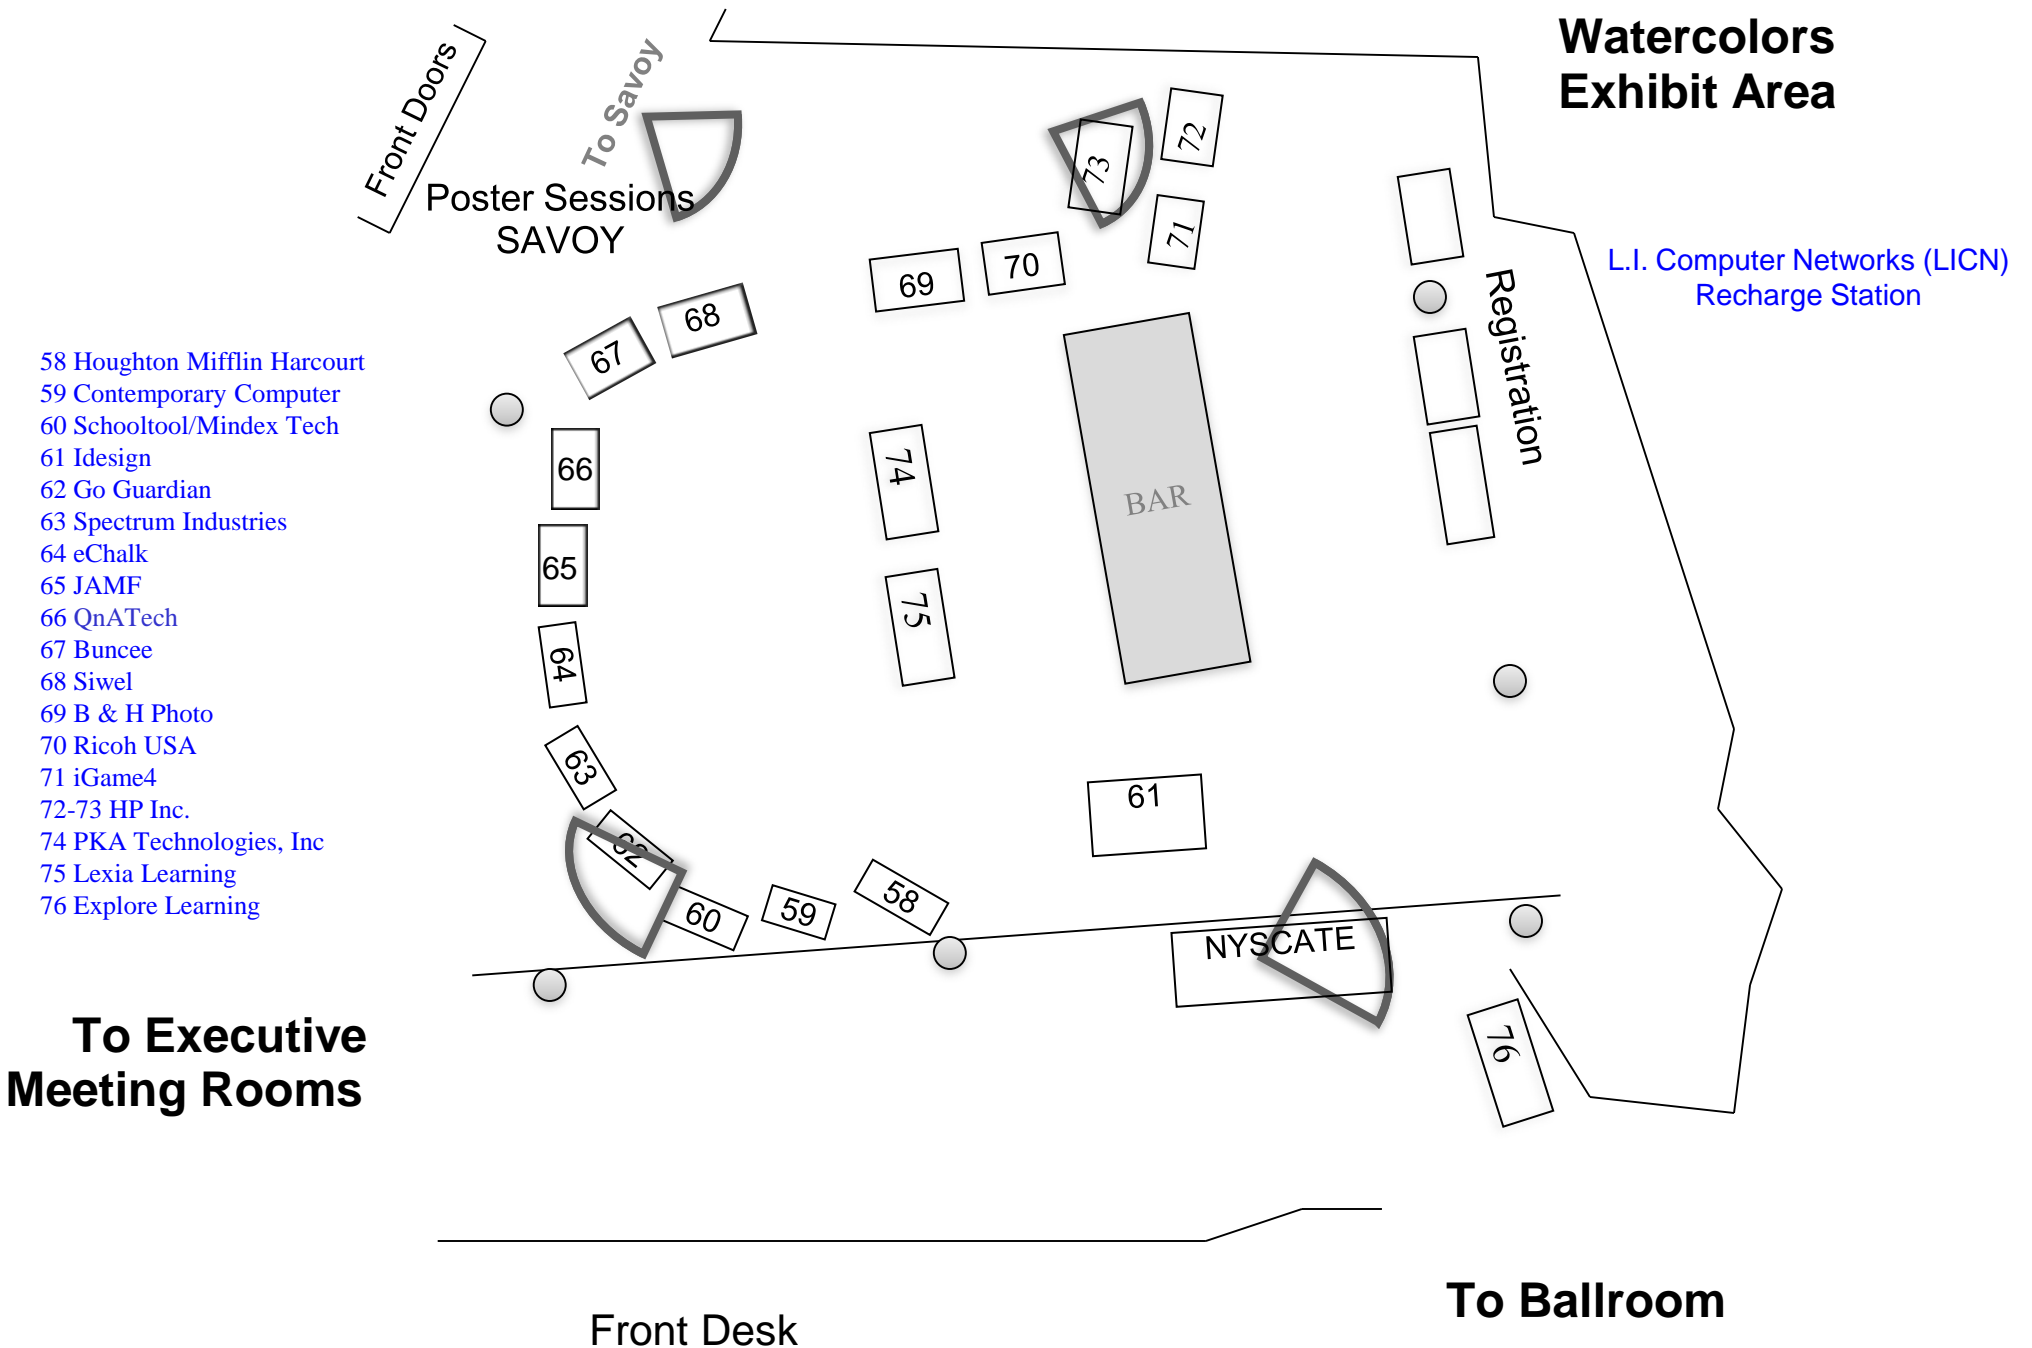 Watercolors
Exhibit Area
Front Doors
To Savoy
Poster Sessions
SAVOY
72
73
71
70
69
68
67
66
65
64
63
62
60
59
58
74
75
BAR
61
Registration
L.I. Computer Networks (LICN)
Recharge Station
58 Houghton Mifflin Harcourt
59 Contemporary Computer
60 Schooltool/Mindex Tech
61 Idesign
62 Go Guardian
63 Spectrum Industries
64 eChalk
65 JAMF
66 QnATech
67 Buncee
68 Siwel
69 B & H Photo
70 Ricoh USA
71 iGame4
72-73 HP Inc.
74 PKA Technologies, Inc
75 Lexia Learning
76 Explore Learning
NYSCATE
76
To Executive
Meeting Rooms
To Ballroom
Front Desk